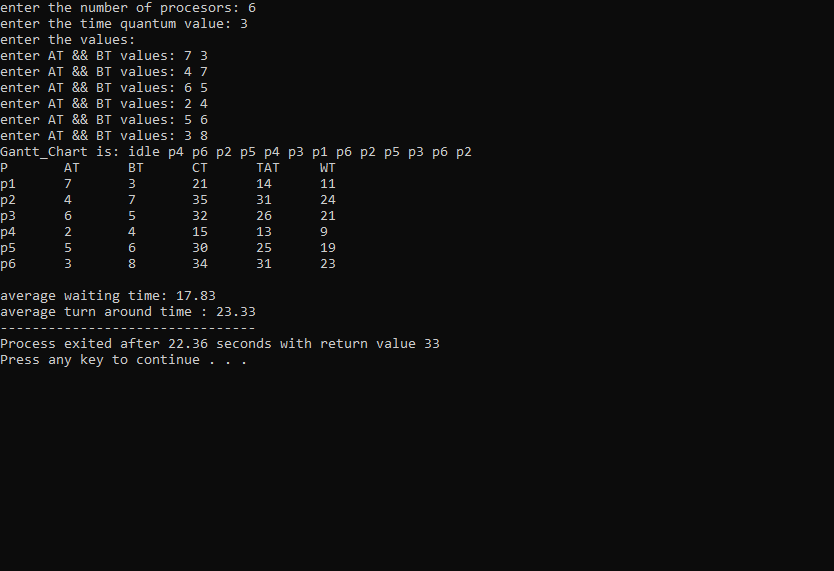 enter the number of procesors: 6
enter the time quantum value: 3
enter the values:
enter AT && BT values: 7 3
enter AT && BT values: 4 7
enter AT && BT values: 6 5
enter AT && BT values: 2 4
enter AT && BT values: 5 6
enter AT && BT values: 3 8
Gantt_Chart is: idle p4 p6 p2 p5 p4 p3 p1 p6 p2 p5 p3 p6 p2
P       AT      BT      CT      TAT     WT
p1      7       3       21      14      11
p2      4       7       35      31      24
p3      6       5       32      26      21
p4      2       4       15      13      9
p5      5       6       30      25      19
p6      3       8       34      31      23
average waiting time: 17.83
average turn around time : 23.33
--------------------------------
Process exited after 22.36 seconds with return value 33
Press any key to continue . . .